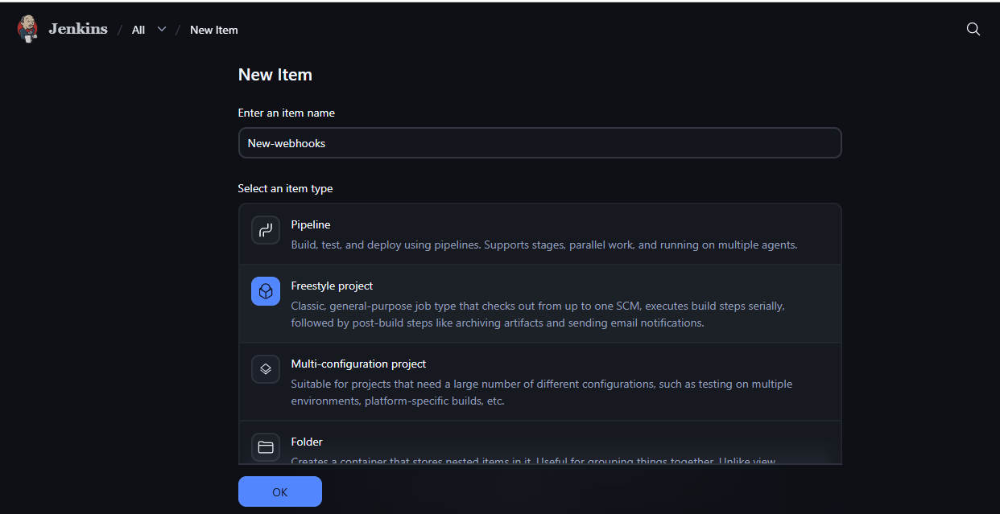 Jenkins / All / New Item
New Item
Enter an item name
New-webhooks
Select an item type
Pipeline
Build, test, and deploy using pipelines. Supports stages, parallel work, and running on multiple agents.
Freestyle project
Classic, general-purpose job type that checks out from up to one SCM, executes build steps serially,
followed by post-build steps like archiving artifacts and sending email notifications.
Multi-configuration project
Suitable for projects that need a large number of different configurations, such as testing on multiple
environments, platform-specific builds, etc.
Folder
Creates a container that stores nested items in it. Useful for grouping things together. Unlike view,
OK